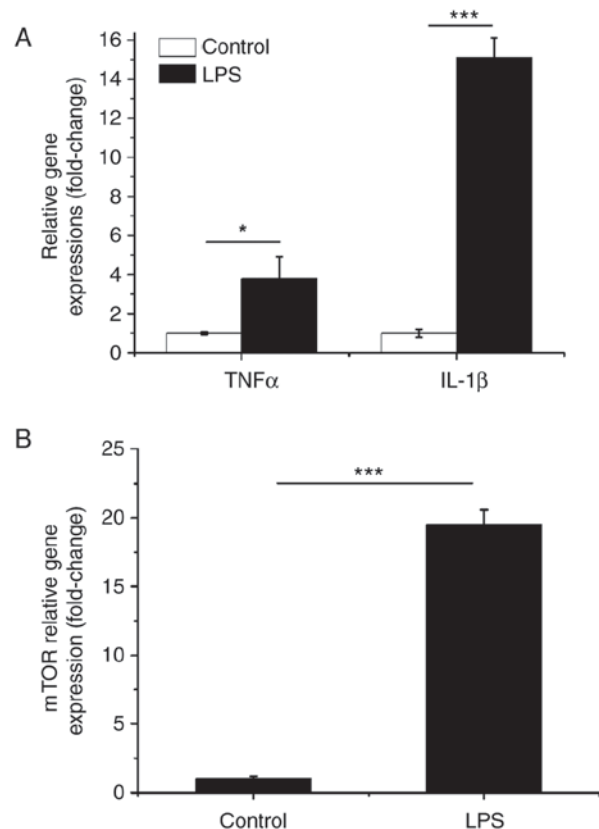 A
Control
LPS
Relative gene
expressions (fold-change)
16
14
12
10
8
6
4
2
0
*
***
TNFα
IL-1β
B
mTOR relative gene
expression (fold-change)
25
20
15
10
5
0
***
Control
LPS